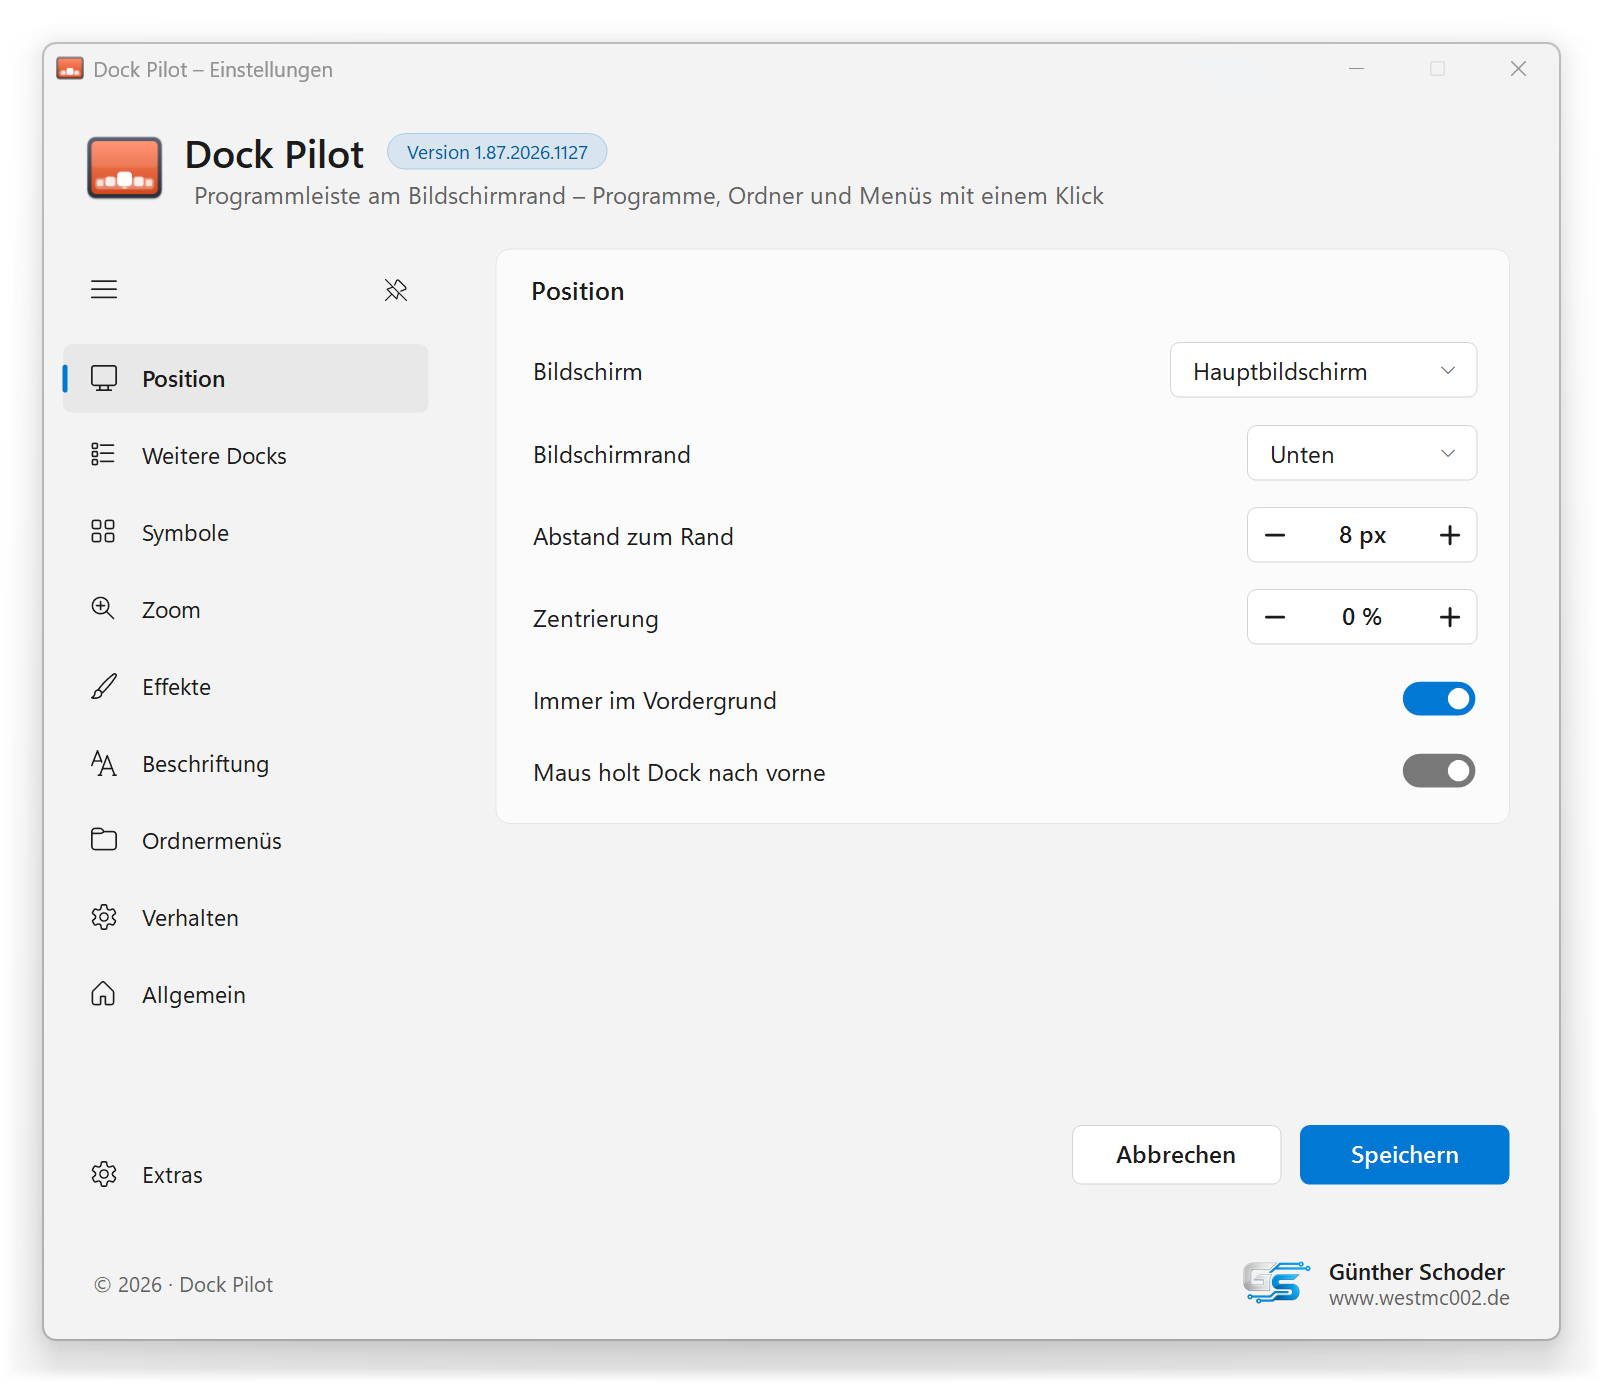 Dock Pilot – Einstellungen
Dock Pilot
Version 1.87.2026.1127
Programmleiste am Bildschirmrand – Programme, Ordner und Menüs mit einem Klick
Position
Weitere Docks
Symbole
Zoom
Effekte
Beschriftung
Ordnermenüs
Verhalten
Allgemein
Extras
Position
Bildschirm
Hauptbildschirm
Bildschirmrand
Unten
Abstand zum Rand
8 px
Zentrierung
0 %
Immer im Vordergrund
Maus holt Dock nach vorne
Abbrechen
Speichern
© 2026 · Dock Pilot
GS
Günther Schoder
www.westmc002.de